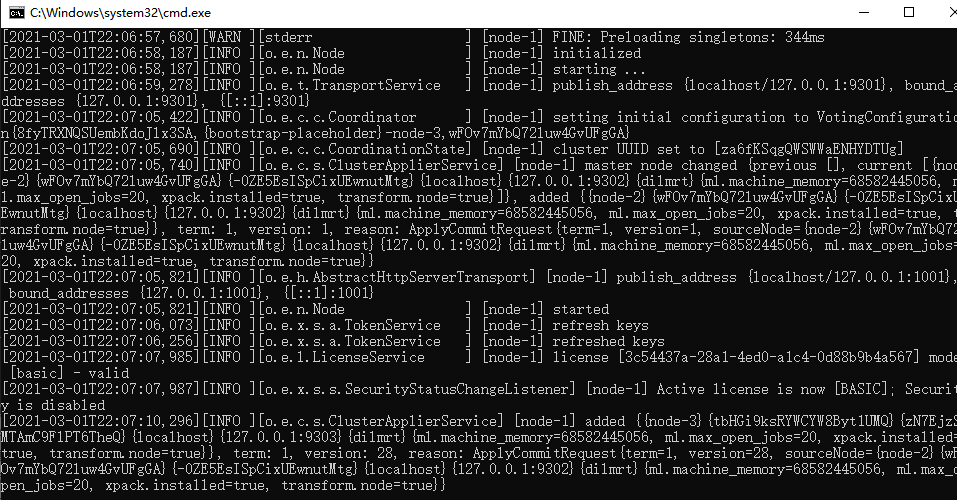 C:\Windows\system32\cmd.exe
[2021-03-01T22:06:57,680][WARN ][stderr                   ] [node-1] FINE: Preloading singletons: 344ms
[2021-03-01T22:06:58,187][INFO ][o.e.n.Node               ] [node-1] initialized
[2021-03-01T22:06:58,187][INFO ][o.e.n.Node               ] [node-1] starting ...
[2021-03-01T22:06:59,278][INFO ][o.e.t.TransportService   ] [node-1] publish_address {localhost/127.0.0.1:9301}, bound_a
ddresses {127.0.0.1:9301}, {[::1]:9301}
[2021-03-01T22:07:05,422][INFO ][o.e.c.c.Coordinator      ] [node-1] setting initial configuration to VotingConfiguratio
n{8fyTRXNQSUembKdoJ1x3SA,{bootstrap-placeholder}-node-3,wFOv7mYbQ721uw4GvUFgGA}
[2021-03-01T22:07:05,690][INFO ][o.e.c.c.CoordinationState] [node-1] cluster UUID set to [za6fKSqgQWSWWaENHYDTUg]
[2021-03-01T22:07:05,740][INFO ][o.e.c.s.ClusterApplierService] [node-1] master node changed {previous [], current [{nod
e-2}{wFOv7mYbQ721uw4GvUFgGA}{-OZE5EsISpCixUEwnutMtg}{localhost}{127.0.0.1:9302}{dilmrt}{ml.machine_memory=68582445056, m
l.max_open_jobs=20, xpack.installed=true, transform.node=true}]}, added {{node-2}{wFOv7mYbQ721uw4GvUFgGA}{-OZE5EsISpCixU
EwnutMtg}{localhost}{127.0.0.1:9302}{dilmrt}{ml.machine_memory=68582445056, ml.max_open_jobs=20, xpack.installed=true, t
ransform.node=true}}, term: 1, version: 1, reason: ApplyCommitRequest{term=1, version=1, sourceNode={node-2}{wFOv7mYbQ72
1uw4GvUFgGA}{-OZE5EsISpCixUEwnutMtg}{localhost}{127.0.0.1:9302}{dilmrt}{ml.machine_memory=68582445056, ml.max_open_jobs=
20, xpack.installed=true, transform.node=true}}
[2021-03-01T22:07:05,821][INFO ][o.e.h.AbstractHttpServerTransport] [node-1] publish_address {localhost/127.0.0.1:1001},
bound_addresses {127.0.0.1:1001}, {[::1]:1001}
[2021-03-01T22:07:05,821][INFO ][o.e.n.Node               ] [node-1] started
[2021-03-01T22:07:06,073][INFO ][o.e.x.s.a.TokenService   ] [node-1] refresh keys
[2021-03-01T22:07:06,256][INFO ][o.e.x.s.a.TokenService   ] [node-1] refreshed keys
[2021-03-01T22:07:07,985][INFO ][o.e.l.LicenseService     ] [node-1] license [3c54437a-28a1-4ed0-a1c4-0d88b9b4a567] mode
[basic] - valid
[2021-03-01T22:07:07,987][INFO ][o.e.x.s.s.SecurityStatusChangeListener] [node-1] Active license is now [BASIC]; Securit
y is disabled
[2021-03-01T22:07:10,296][INFO ][o.e.c.s.ClusterApplierService] [node-1] added {{node-3}{tbHGi9ksRYWCYW8Byt1UMQ}{zN7EjzS
MTAmC9F1PT6TheQ}{localhost}{127.0.0.1:9303}{dilmrt}{ml.machine_memory=68582445056, ml.max_open_jobs=20, xpack.installed=
true, transform.node=true}}, term: 1, version: 28, reason: ApplyCommitRequest{term=1, version=28, sourceNode={node-2}{wF
Ov7mYbQ721uw4GvUFgGA}{-OZE5EsISpCixUEwnutMtg}{localhost}{127.0.0.1:9302}{dilmrt}{ml.machine_memory=68582445056, ml.max_o
pen_jobs=20, xpack.installed=true, transform.node=true}}